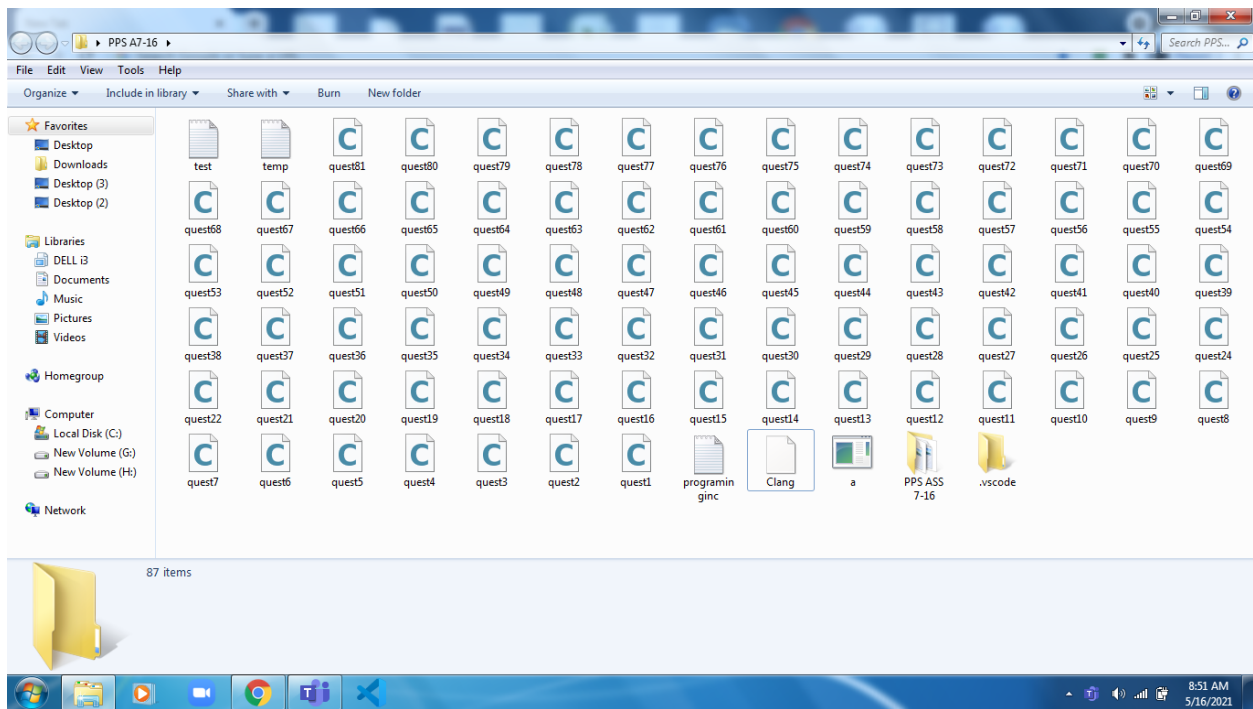 PPS A7-16
Search PPS...
File Edit View Tools Help
Organize Include in library Share with Burn New folder
Favorites
Desktop
Downloads
Desktop (3)
Desktop (2)
Libraries
DELL i3
Documents
Music
Pictures
Videos
Homegroup
Computer
Local Disk (C:)
New Volume (G:)
New Volume (H:)
Network
test temp quest81 quest80 quest79 quest78 quest77 quest76 quest75 quest74 quest73 quest72 quest71 quest70 quest69
quest68 quest67 quest66 quest65 quest64 quest63 quest62 quest61 quest60 quest59 quest58 quest57 quest56 quest55 quest54
quest53 quest52 quest51 quest50 quest49 quest48 quest47 quest46 quest45 quest44 quest43 quest42 quest41 quest40 quest39
quest38 quest37 quest36 quest35 quest34 quest33 quest32 quest31 quest30 quest29 quest28 quest27 quest26 quest25 quest24
quest22 quest21 quest20 quest19 quest18 quest17 quest16 quest15 quest14 quest13 quest12 quest11 quest10 quest9 quest8
quest7 quest6 quest5 quest4 quest3 quest2 quest1 programin Clang a PPS ASS .vscode
ginc 7-16
87 items
8:51 AM
5/16/2021